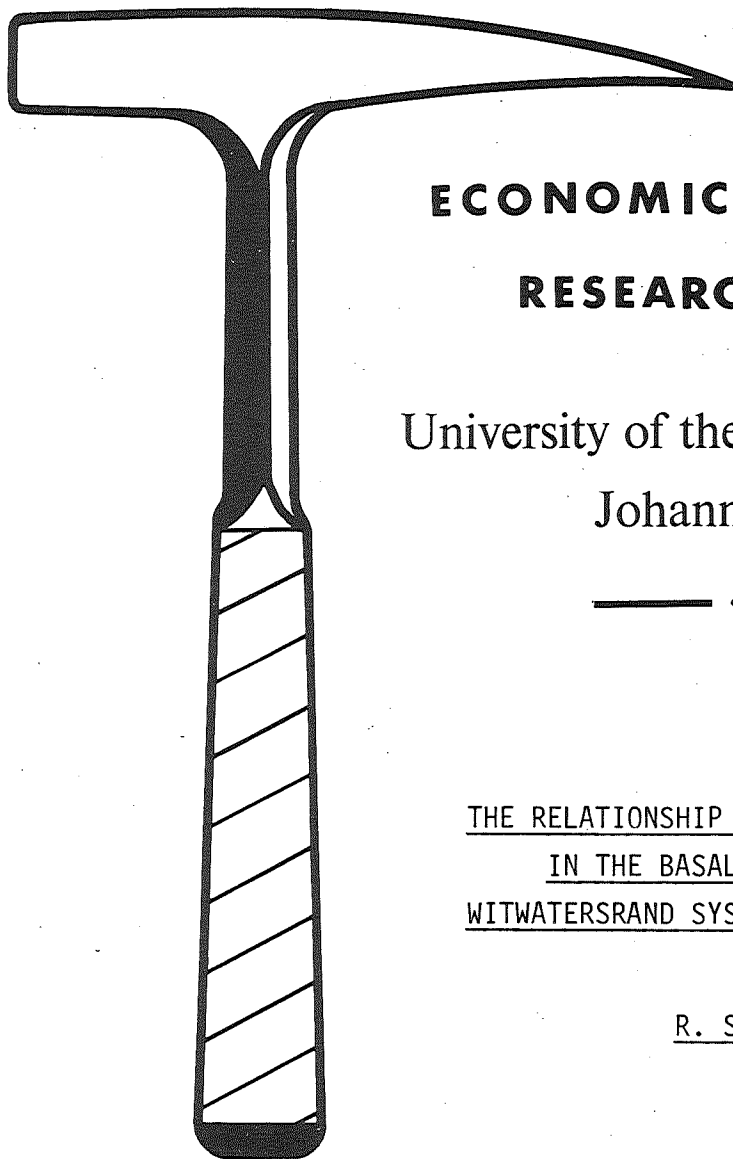 ECONOMIC
RESEARC
University of the
Johann
THE RELATIONSHIP
IN THE BASAL
WITWATERSRAND SYS
R. S